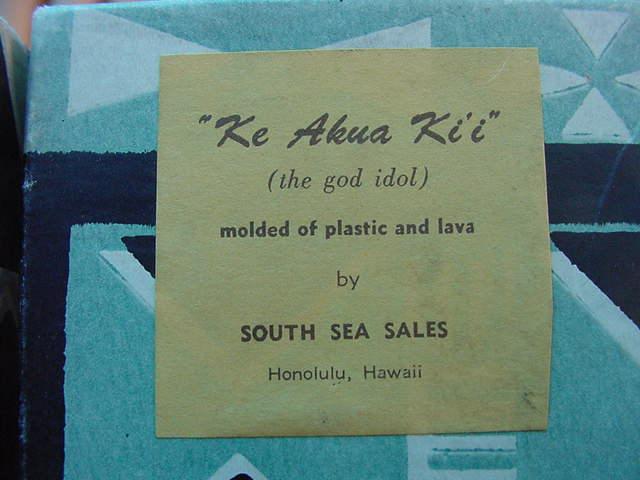 "Ke Akua Ki'i"
(the god idol)
molded of plastic and lava
by
SOUTH SEA SALES
Honolulu, Hawaii